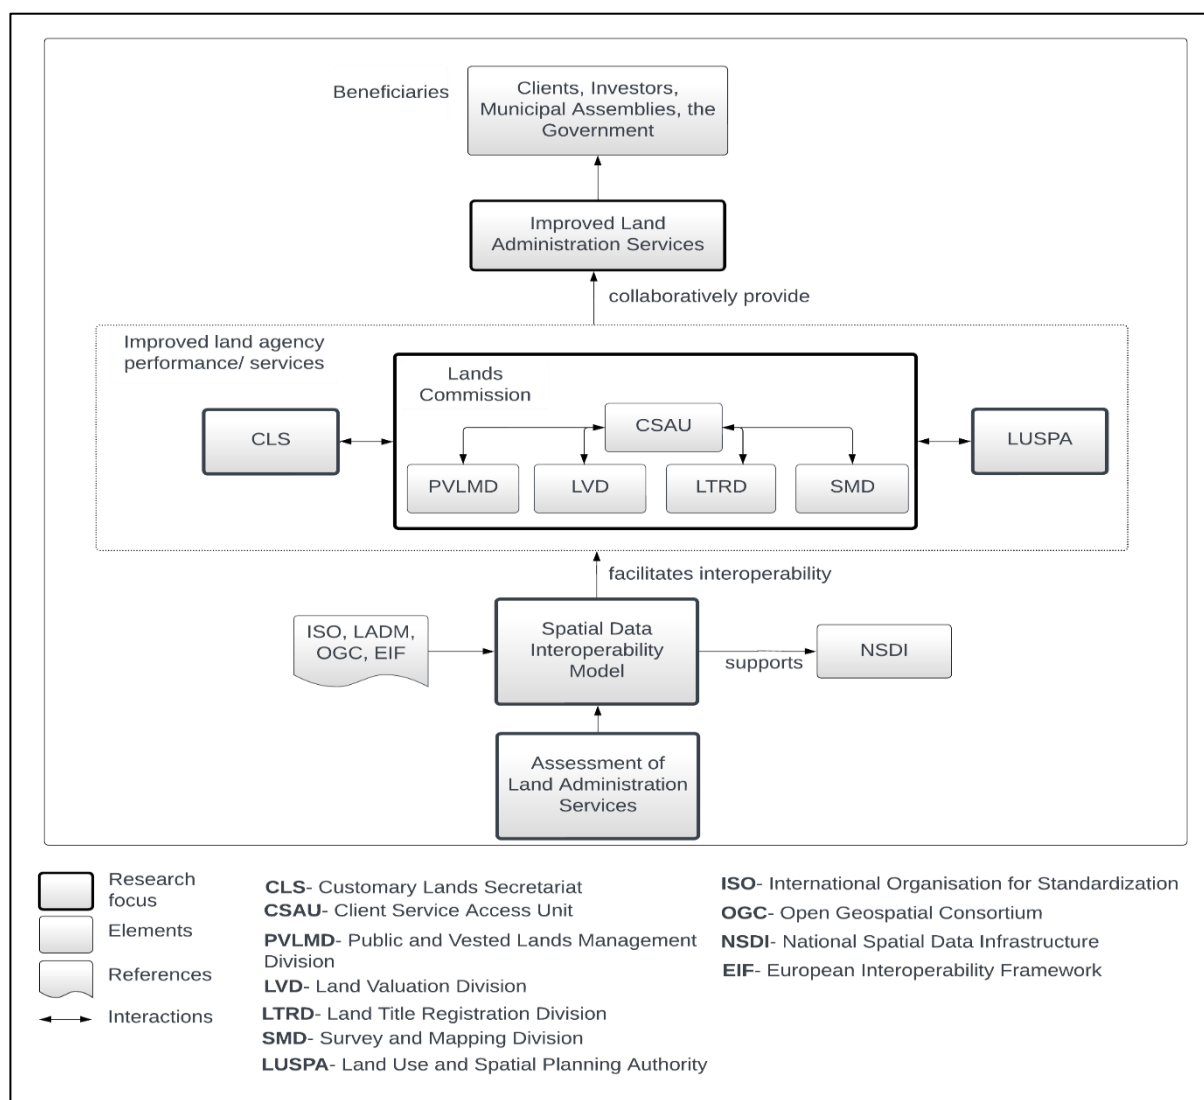 Beneficiaries
Clients, Investors,
Municipal Assemblies, the
Government
Improved Land
Administration Services
collaboratively provide
Improved land agency
performance/ services
Lands
Commission
CLS
CSAU
LUSPA
PVLMD
LVD
LTRD
SMD
facilitates interoperability
ISO, LADM,
OGC, EIF
Spatial Data
Interoperability
Model
supports
NSDI
Assessment of
Land Administration
Services
Research
focus
Elements
References
Interactions
CLS- Customary Lands Secretariat
CSAU- Client Service Access Unit
PVLMD- Public and Vested Lands Management
Division
LVD- Land Valuation Division
LTRD- Land Title Registration Division
SMD- Survey and Mapping Division
LUSPA- Land Use and Spatial Planning Authority
ISO- International Organisation for Standardization
OGC- Open Geospatial Consortium
NSDI- National Spatial Data Infrastructure
EIF- European Interoperability Framework